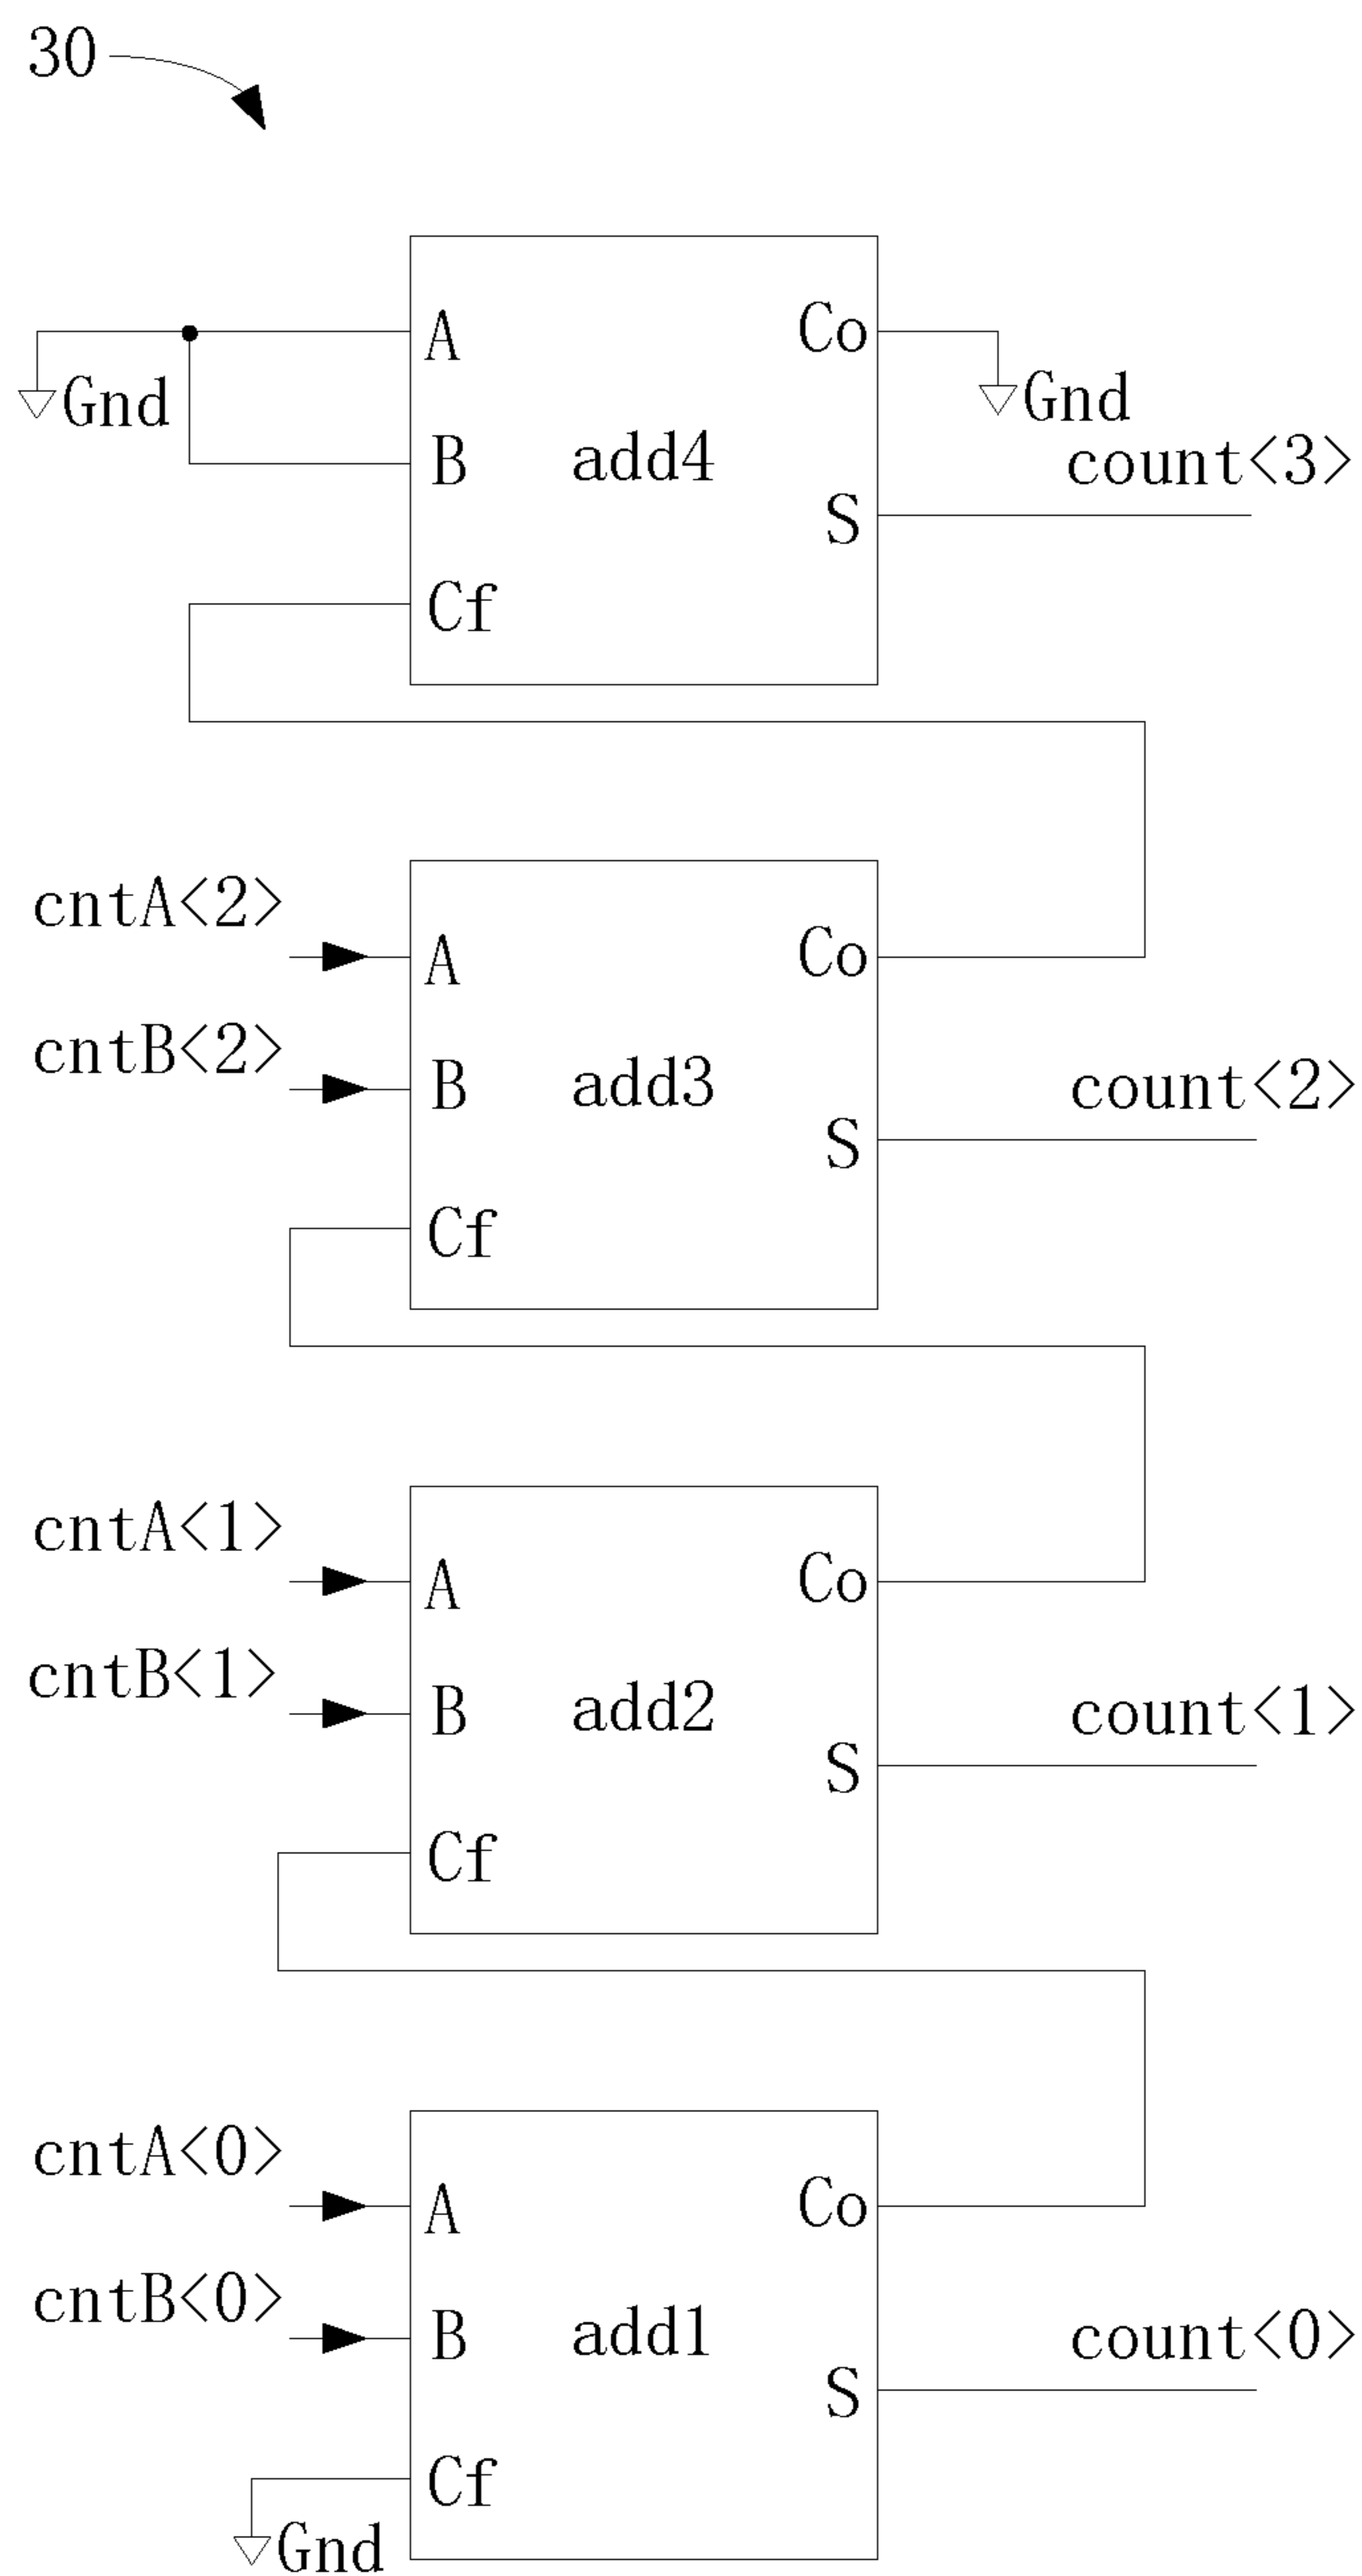 30
A
Co
Gnd
Gnd
B
add4
count<3>
S
Cf
cntA<2>
A
Co
cntB<2>
B
add3
count<2>
S
Cf
cntA<1>
A
Co
cntB<1>
B
add2
count<1>
S
Cf
cntA<0>
A
Co
cntB<0>
B
add1
count<0>
S
Cf
Gnd